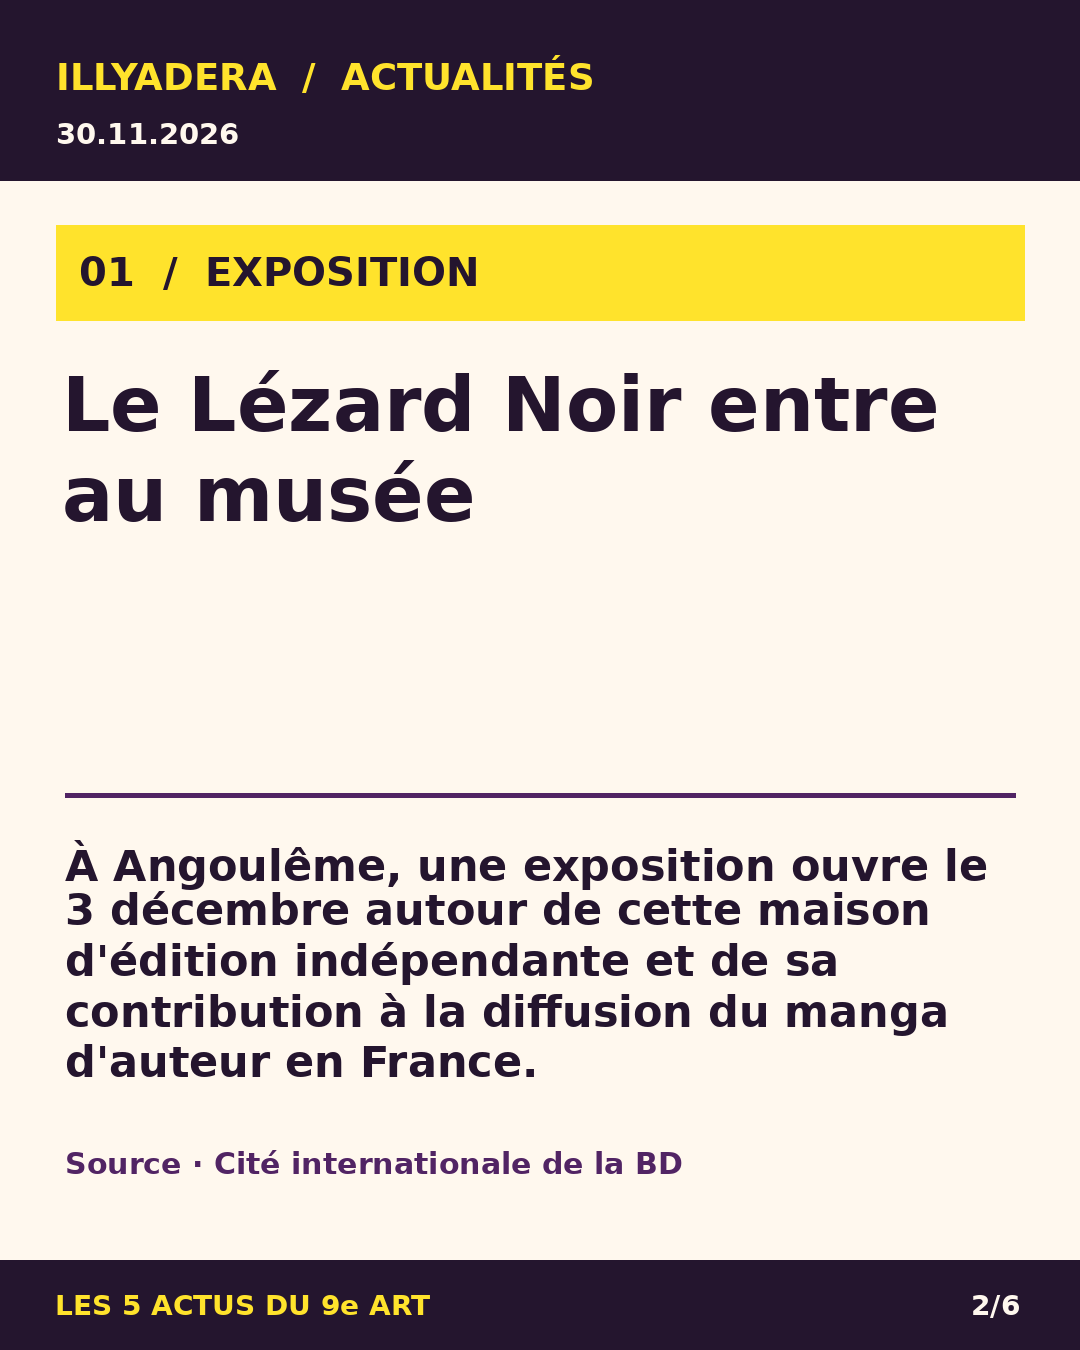 ILLYADERA / ACTUALITÉS
30.11.2026
01 / EXPOSITION
Le Lézard Noir entre
au musée
À Angoulême, une exposition ouvre le
3 décembre autour de cette maison
d'édition indépendante et de sa
contribution à la diffusion du manga
d'auteur en France.
Source · Cité internationale de la BD
LES 5 ACTUS DU 9e ART
2/6